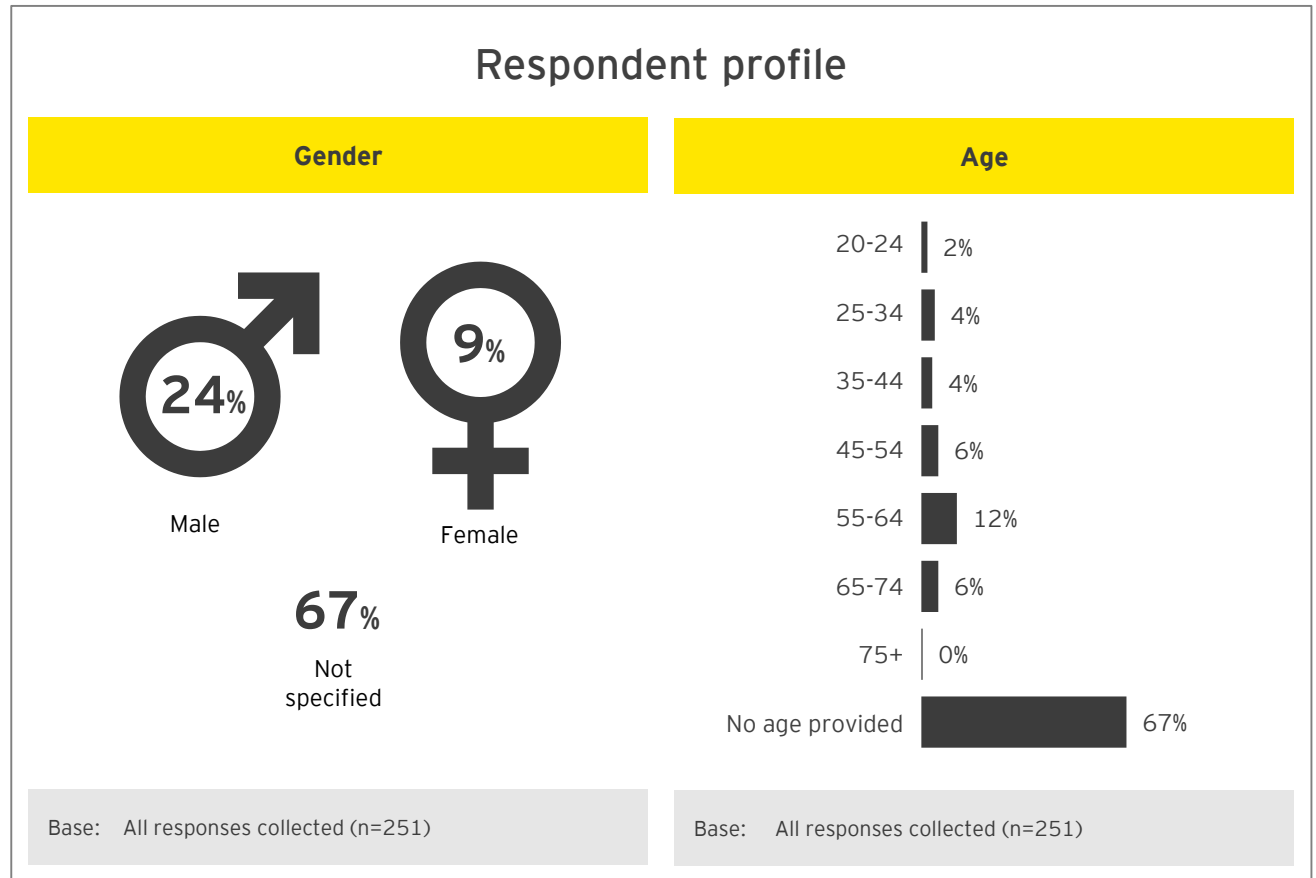 Respondent profile
Gender
24%
Male
9%
Female
67%
Not
specified
Base: All responses collected (n=251)
Age
20-24 2%
25-34 4%
35-44 4%
45-54 6%
55-64 12%
65-74 6%
75+ 0%
No age provided 67%
Base: All responses collected (n=251)